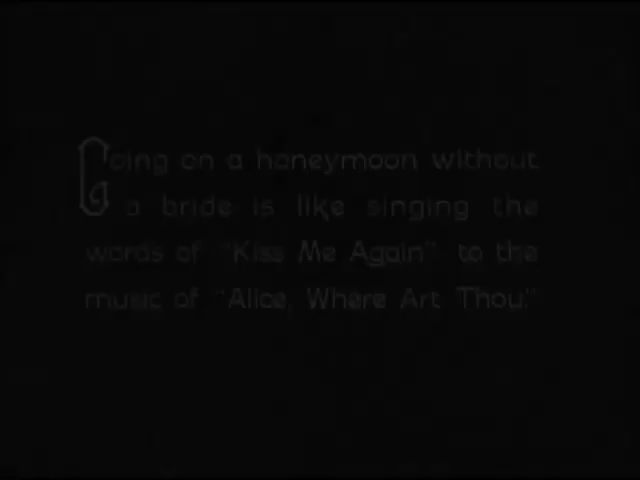 Going on a honeymoon without
a bride is like singing the
words of "Kiss Me Again" to the
music of "Alice, Where Art Thou."